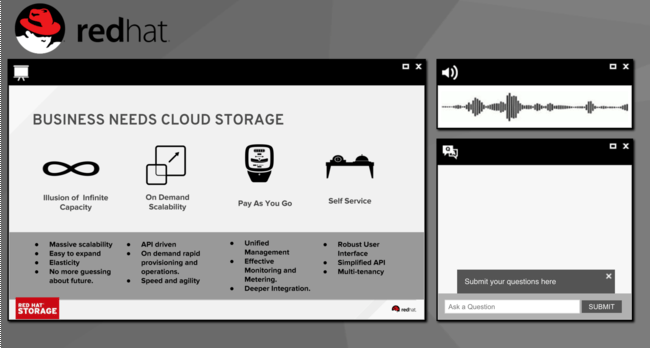 redhat
BUSINESS NEEDS CLOUD STORAGE
Illusion of Infinite
Capacity
On Demand
Scalability
Pay As You Go
Self Service
● Massive scalability
● Easy to expand
● Elasticity
● No more guessing
about future.
● API driven
● On demand rapid
provisioning and
operations.
● Speed and agility
● Unified
Management
● Effective
Monitoring and
Metering.
● Deeper Integration.
● Robust User
Interface
● Simplified API
● Multi-tenancy
RED HAT
STORAGE
redhat
Submit your questions here
Ask a Question
SUBMIT